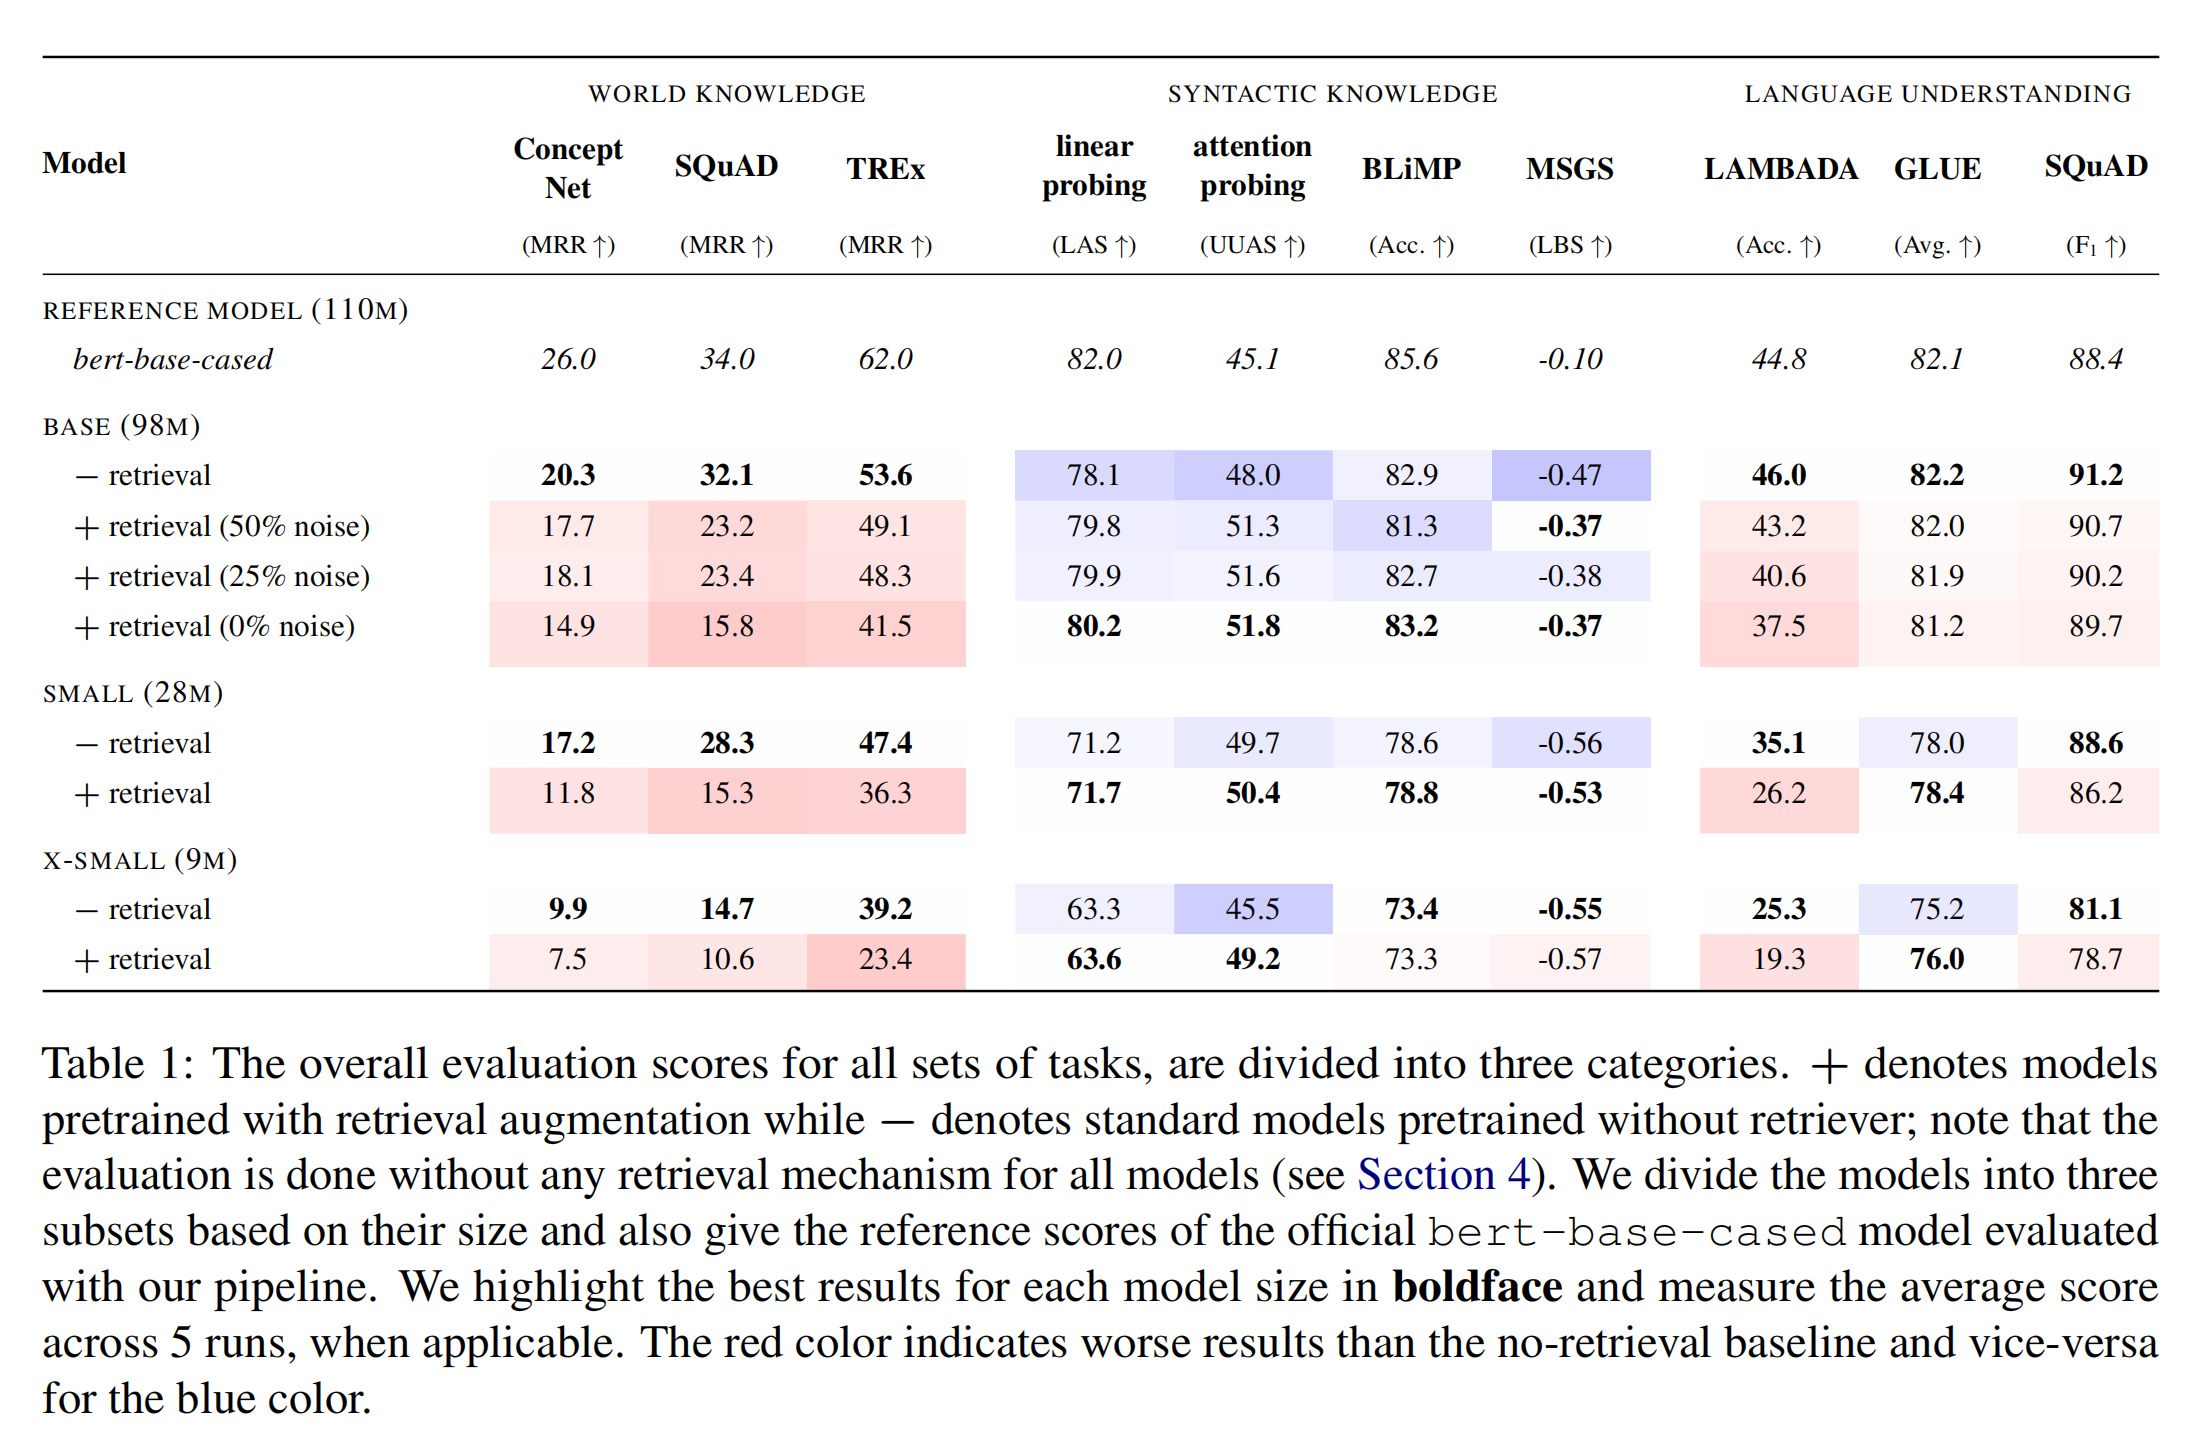 WORLD KNOWLEDGE SYNTACTIC KNOWLEDGE LANGUAGE UNDERSTANDING
Model Concept Net SQuAD TREx linear probing attention probing BLiMP MSGS LAMBADA GLUE SQuAD
(MRR ↑) (MRR ↑) (MRR ↑) (LAS ↑) (UUAS ↑) (Acc. ↑) (LBS ↑) (Acc. ↑) (Avg. ↑) (F1 ↑)
REFERENCE MODEL (110M)
bert-base-cased 26.0 34.0 62.0 82.0 45.1 85.6 -0.10 44.8 82.1 88.4
BASE (98M)
− retrieval 20.3 32.1 53.6 78.1 48.0 82.9 -0.47 46.0 82.2 91.2
+ retrieval (50% noise) 17.7 23.2 49.1 79.8 51.3 81.3 -0.37 43.2 82.0 90.7
+ retrieval (25% noise) 18.1 23.4 48.3 79.9 51.6 82.7 -0.38 40.6 81.9 90.2
+ retrieval (0% noise) 14.9 15.8 41.5 80.2 51.8 83.2 -0.37 37.5 81.2 89.7
SMALL (28M)
− retrieval 17.2 28.3 47.4 71.2 49.7 78.6 -0.56 35.1 78.0 88.6
+ retrieval 11.8 15.3 36.3 71.7 50.4 78.8 -0.53 26.2 78.4 86.2
X-SMALL (9M)
− retrieval 9.9 14.7 39.2 63.3 45.5 73.4 -0.55 25.3 75.2 81.1
+ retrieval 7.5 10.6 23.4 63.6 49.2 73.3 -0.57 19.3 76.0 78.7
Table 1: The overall evaluation scores for all sets of tasks, are divided into three categories. + denotes models
pretrained with retrieval augmentation while − denotes standard models pretrained without retriever; note that the
evaluation is done without any retrieval mechanism for all models (see Section 4). We divide the models into three
subsets based on their size and also give the reference scores of the official bert-base-cased model evaluated
with our pipeline. We highlight the best results for each model size in boldface and measure the average score
across 5 runs, when applicable. The red color indicates worse results than the no-retrieval baseline and vice-versa
for the blue color.